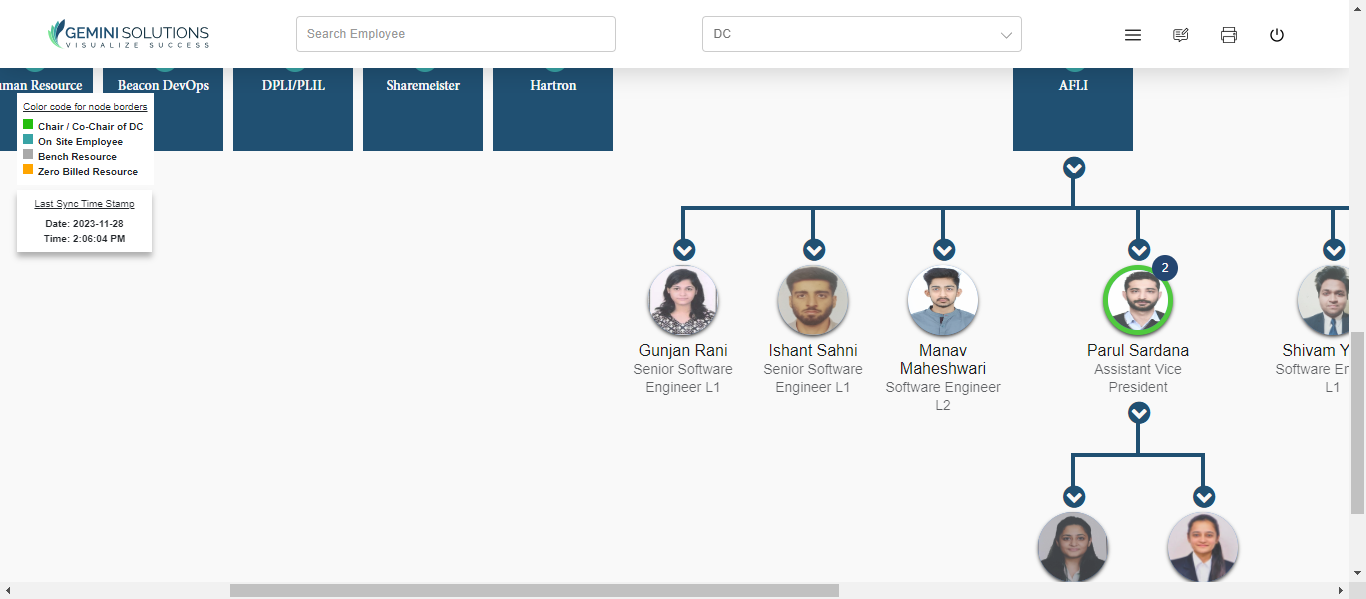 GEMINI SOLUTIONS
VISUALIZE SUCCESS
Search Employee
DC
uman Resource
Beacon DevOps
DPLI/PLIL
Sharemeister
Hartron
AFLI
Color code for node borders
Chair / Co-Chair of DC
On Site Employee
Bench Resource
Zero Billed Resource
Last Sync Time Stamp
Date: 2023-11-28
Time: 2:06:04 PM
Gunjan Rani
Senior Software
Engineer L1
Ishant Sahni
Senior Software
Engineer L1
Manav
Maheshwari
Software Engineer
L2
2
Parul Sardana
Assistant Vice
President
Shivam Y
Software Er
L1